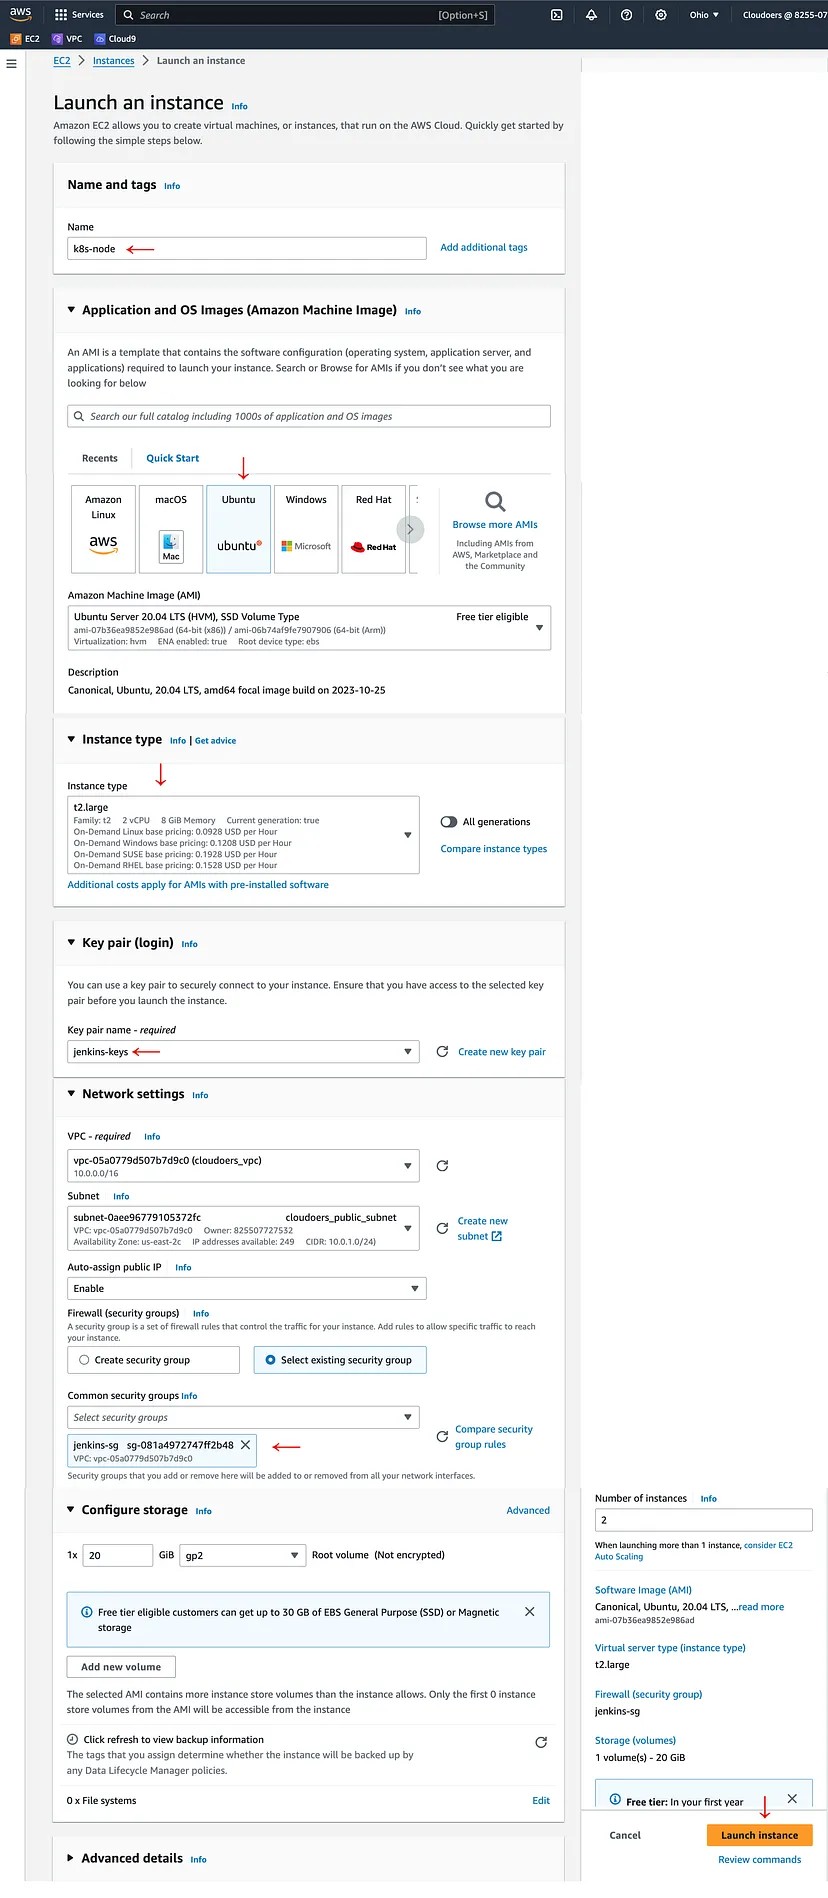 aws
Services
Search
[Option+S]
Ohio
Cloudoers @ 8255-07
EC2
VPC
Cloud9
EC2 > Instances > Launch an instance
Launch an instance Info
Amazon EC2 allows you to create virtual machines, or instances, that run on the AWS Cloud. Quickly get started by
following the simple steps below.
Name and tags Info
Name
k8s-node
Add additional tags
Application and OS Images (Amazon Machine Image) Info
An AMI is a template that contains the software configuration (operating system, application server, and
applications) required to launch your instance. Search or Browse for AMIs if you don't see what you are
looking for below
Search our full catalog including 1000s of application and OS images
Recents
Quick Start
Amazon
Linux
aws
macOS
Mac
Ubuntu
ubuntu
Windows
Microsoft
Red Hat
RedHat
Browse more AMIs
Including AMIs from
AWS, Marketplace and
the Community
Amazon Machine Image (AMI)
Ubuntu Server 20.04 LTS (HVM), SSD Volume Type
Free tier eligible
ami-07b36ea9852e986ad (64-bit (x86)) / ami-06b74af9fe7907906 (64-bit (Arm))
Virtualization: hvm ENA enabled: true Root device type: ebs
Description
Canonical, Ubuntu, 20.04 LTS, amd64 focal image build on 2023-10-25
Instance type Info | Get advice
Instance type
t2.large
Family: t2 2 vCPU 8 GiB Memory Current generation: true
On-Demand Linux base pricing: 0.0928 USD per Hour
On-Demand Windows base pricing: 0.1208 USD per Hour
On-Demand SUSE base pricing: 0.1928 USD per Hour
On-Demand RHEL base pricing: 0.1528 USD per Hour
All generations
Compare instance types
Additional costs apply for AMIs with pre-installed software
Key pair (login) Info
You can use a key pair to securely connect to your instance. Ensure that you have access to the selected key
pair before you launch the instance.
Key pair name - required
jenkins-keys
Create new key pair
Network settings Info
VPC - required Info
vpc-05a0779d507b7d9c0 (cloudoers_vpc)
10.0.0.0/16
Subnet Info
subnet-0aee96779105372fc cloudoers_public_subnet
VPC: vpc-05a0779d507b7d9c0 Owner: 825507727532
Availability Zone: us-east-2c IP addresses available: 249 CIDR: 10.0.1.0/24)
Create new
subnet
Auto-assign public IP Info
Enable
Firewall (security groups) Info
A security group is a set of firewall rules that control the traffic for your instance. Add rules to allow specific traffic to reach
your instance.
Create security group
Select existing security group
Common security groups Info
Select security groups
jenkins-sg sg-081a4972747ff2b48
VPC: vpc-05a0779d507b7d9c0
Compare security
group rules
Security groups that you add or remove here will be added to or removed from all your network interfaces.
Configure storage Info
Advanced
1x 20 GiB gp2 Root volume (Not encrypted)
Free tier eligible customers can get up to 30 GB of EBS General Purpose (SSD) or Magnetic
storage
Add new volume
The selected AMI contains more instance store volumes than the instance allows. Only the first 0 instance
store volumes from the AMI will be accessible from the instance
Click refresh to view backup information
The tags that you assign determine whether the instance will be backed up by
any Data Lifecycle Manager policies.
0 x File systems
Edit
Advanced details Info
Number of instances Info
2
When launching more than 1 instance, consider EC2
Auto Scaling
Software Image (AMI)
Canonical, Ubuntu, 20.04 LTS, ...read more
ami-07b36ea9852e986ad
Virtual server type (instance type)
t2.large
Firewall (security group)
jenkins-sg
Storage (volumes)
1 volume(s) - 20 GiB
Free tier: In your first year
Cancel
Launch instance
Review commands